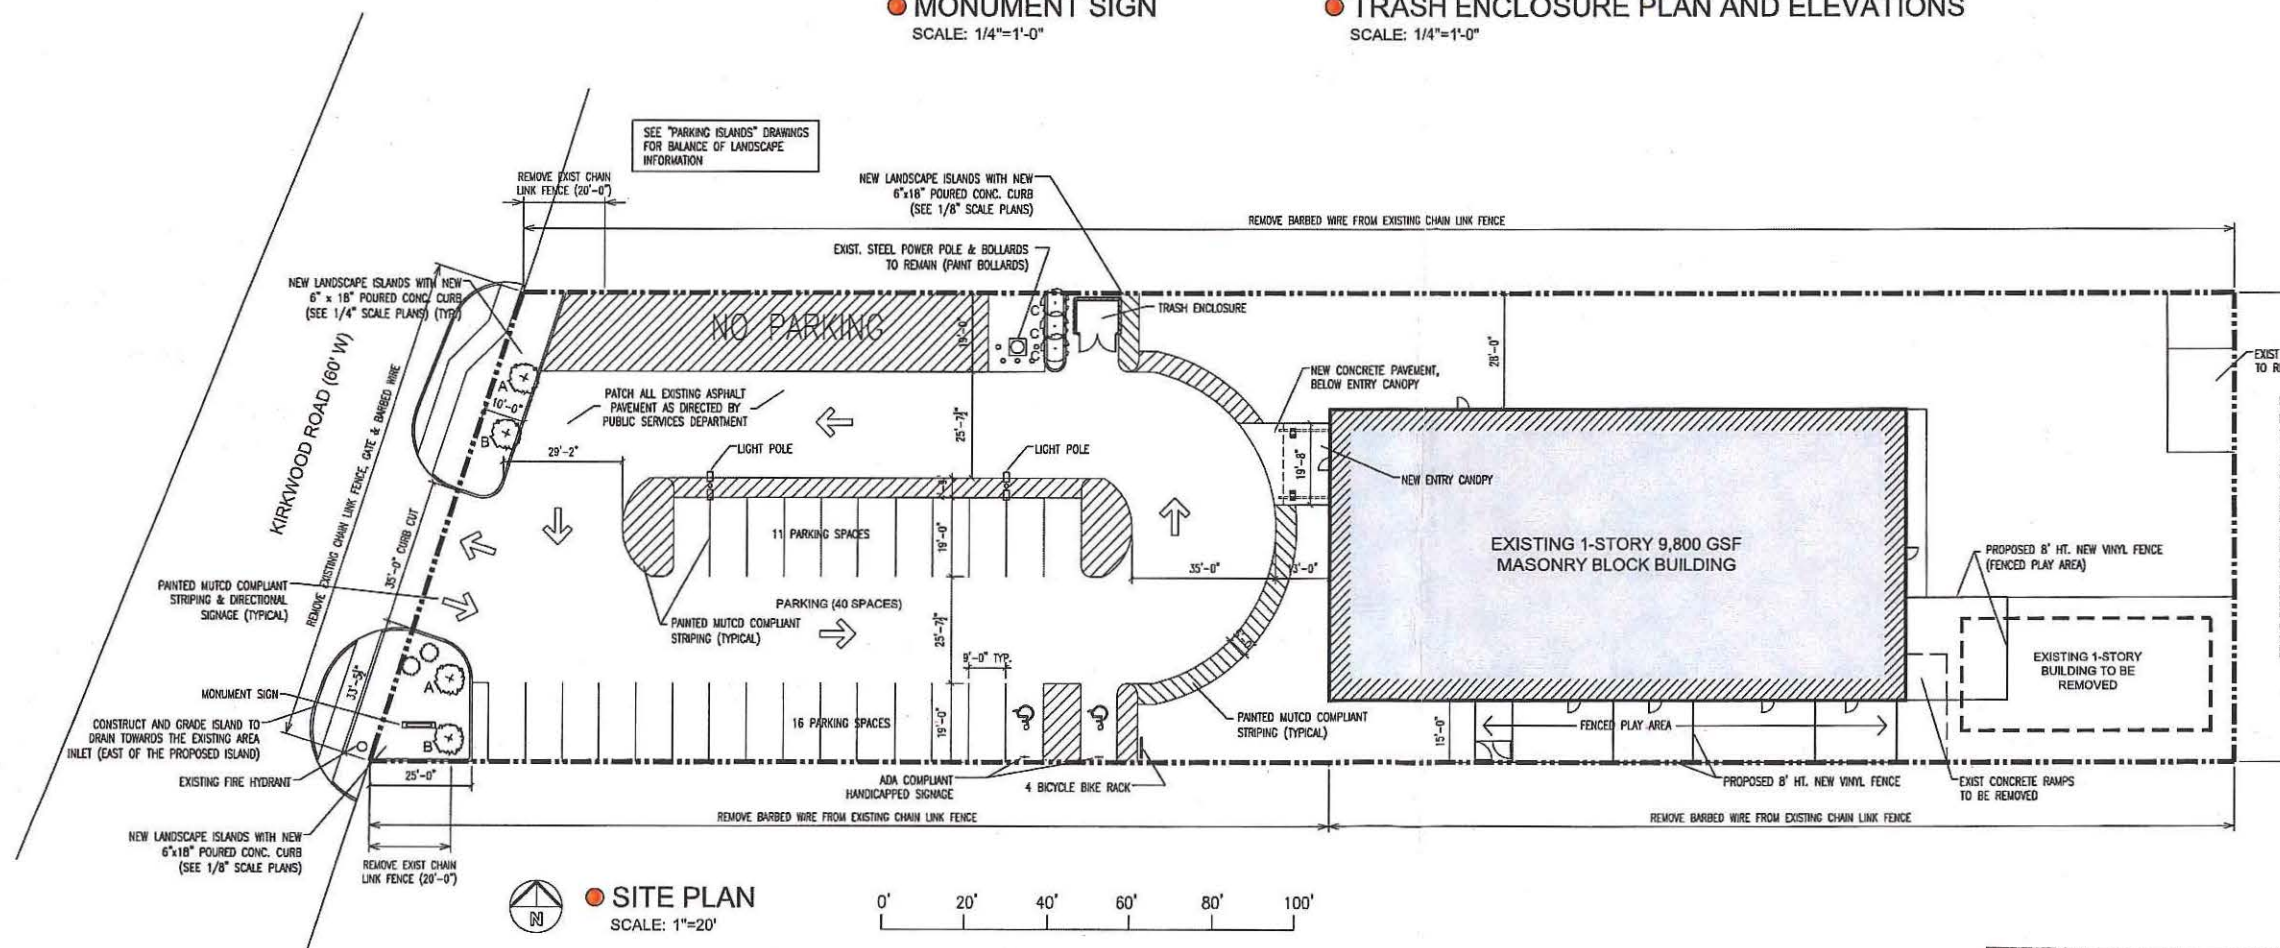 MONUMENT SIGN
SCALE: 1/4"=1'-0"
TRASH ENCLOSURE PLAN AND ELEVATIONS
SCALE: 1/4"=1'-0"
SEE "PARKING ISLANDS" DRAWINGS
FOR BALANCE OF LANDSCAPE
INFORMATION
REMOVE EXIST CHAIN
LINK FENCE (20'-0")
NEW LANDSCAPE ISLANDS WITH NEW
6"x18" POURED CONC. CURB
(SEE 1/8" SCALE PLANS)
REMOVE BARBED WIRE FROM EXISTING CHAIN LINK FENCE
EXIST. STEEL POWER POLE & BOLLARDS
TO REMAIN (PAINT BOLLARDS)
NEW LANDSCAPE ISLANDS WITH NEW
6" x 18" POURED CONC. CURB
(SEE 1/4" SCALE PLANS) (TYP.)
TRASH ENCLOSURE
NO PARKING
19'-0"
C
C
C
28'-0"
EXIST
KIRKWOOD ROAD (60' W)
REMOVE EXISTING CHAIN LINK FENCE, GATE & BARBED WIRE
A
10'-0"
B
PATCH ALL EXISTING ASPHALT
PAVEMENT AS DIRECTED BY
PUBLIC SERVICES DEPARTMENT
NEW CONCRETE PAVEMENT,
BELOW ENTRY CANOPY
25'-7½"
29'-2"
LIGHT POLE
LIGHT POLE
19'-8"
NEW ENTRY CANOPY
35'-0" CURB CUT
11 PARKING SPACES
19'-0"
EXISTING 1-STORY 9,800 GSF
MASONRY BLOCK BUILDING
PROPOSED 8' HT. NEW VINYL FENCE
(FENCED PLAY AREA)
35'-0"
PAINTED MUTCD COMPLIANT
STRIPING & DIRECTIONAL
SIGNAGE (TYPICAL)
PARKING (40 SPACES)
PAINTED MUTCD COMPLIANT
STRIPING (TYPICAL)
25'-7½"
9'-0" TYP.
EXISTING 1-STORY
BUILDING TO BE
REMOVED
33'-5½"
A
MONUMENT SIGN
B
CONSTRUCT AND GRADE ISLAND TO
DRAIN TOWARDS THE EXISTING AREA
INLET (EAST OF THE PROPOSED ISLAND)
16 PARKING SPACES
19'-0"
PAINTED MUTCD COMPLIANT
STRIPING (TYPICAL)
15'-0"
FENCED PLAY AREA
EXISTING FIRE HYDRANT
25'-0"
ADA COMPLIANT
HANDICAPPED SIGNAGE
4 BICYCLE BIKE RACK
PROPOSED 8' HT. NEW VINYL FENCE
EXIST CONCRETE RAMPS
TO BE REMOVED
REMOVE BARBED WIRE FROM EXISTING CHAIN LINK FENCE
REMOVE BARBED WIRE FROM EXISTING CHAIN LINK FENCE
NEW LANDSCAPE ISLANDS WITH NEW
6"x18" POURED CONC. CURB
(SEE 1/8" SCALE PLANS)
REMOVE EXIST CHAIN
LINK FENCE (20'-0")
N
SITE PLAN
SCALE: 1"=20'
0' 20' 40' 60' 80' 100'